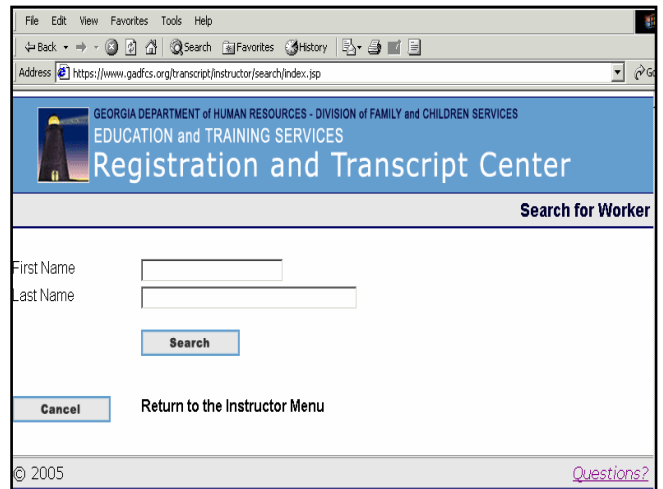 File Edit View Favorites Tools Help
Back Search Favorites History
Address https://www.gadfcs.org/transcript/instructor/search/index.jsp
GEORGIA DEPARTMENT of HUMAN RESOURCES - DIVISION of FAMILY and CHILDREN SERVICES
EDUCATION and TRAINING SERVICES
Registration and Transcript Center
Search for Worker
First Name
Last Name
Search
Cancel Return to the Instructor Menu
© 2005 Questions?